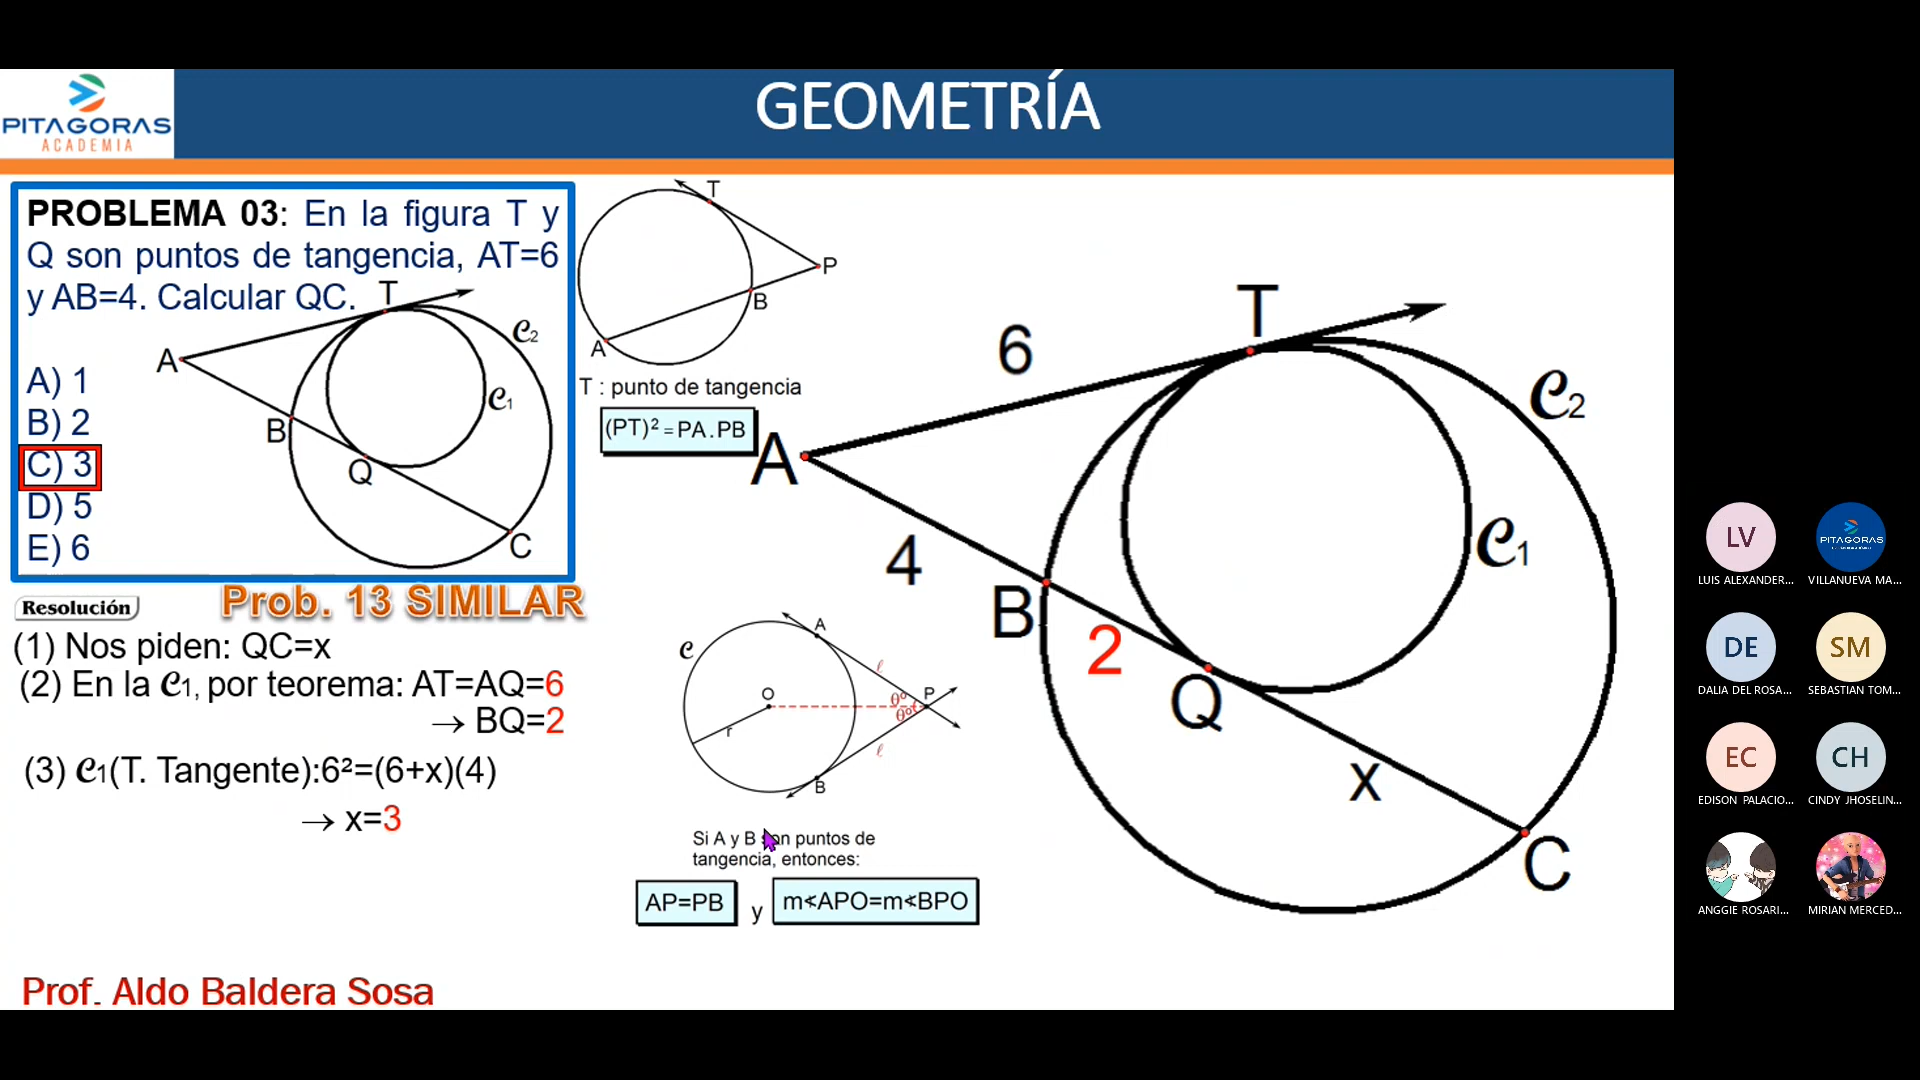 PITAGORAS
ACADEMIA
GEOMETRÍA
PROBLEMA 03: En la figura T y
Q son puntos de tangencia, AT=6
y AB=4. Calcular QC.
A) 1
B) 2
C) 3
D) 5
E) 6
T
A
B
Q
C
𝒞2
𝒞1
T
P
B
A
T : punto de tangencia
(PT)² = PA . PB
Resolución
Prob. 13 SIMILAR
(1) Nos piden: QC=x
(2) En la 𝒞1, por teorema: AT=AQ=6
→ BQ=2
(3) 𝒞1(T. Tangente):6²=(6+x)(4)
→ x=3
𝒞
A
ℓ
O
θº
P
θº
r
ℓ
B
Si A y B son puntos de
tangencia, entonces:
AP=PB y m∢APO=m∢BPO
T
6
𝒞2
A
4
𝒞1
B
2
Q
x
C
Prof. Aldo Baldera Sosa
LV
PITAGORAS
LUIS ALEXANDER...
VILLANUEVA MA...
DE
SM
DALIA DEL ROSA...
SEBASTIAN TOM...
EC
CH
EDISON PALACIO...
CINDY JHOSELIN...
ANGGIE ROSARI...
MIRIAN MERCED...